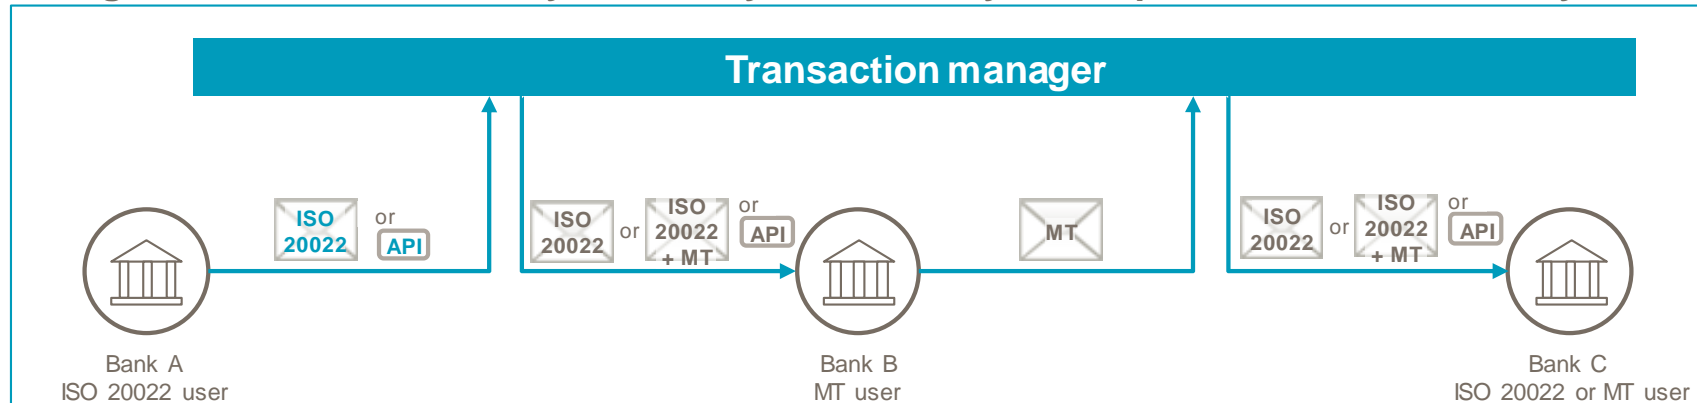 Transaction manager
ISO
20022
or
API
ISO
20022
or
ISO
20022
+ MT
or
API
MT
ISO
20022
or
ISO
20022
+ MT
or
API
Bank A
ISO 20022 user
Bank B
MT user
Bank C
ISO 20022 or MT user